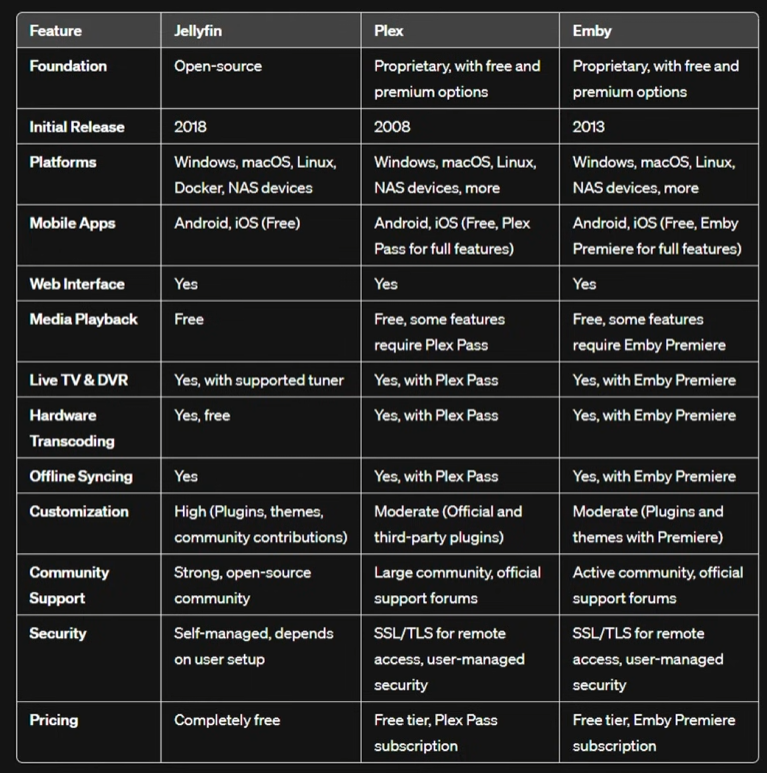 Feature Jellyfin Plex Emby
Foundation Open-source Proprietary, with free and Proprietary, with free and
premium options premium options
Initial Release 2018 2008 2013
Platforms Windows, macOS, Linux, Windows, macOS, Linux, Windows, macOS, Linux,
Docker, NAS devices NAS devices, more NAS devices, more
Mobile Apps Android, iOS (Free) Android, iOS (Free, Plex Android, iOS (Free, Emby
Pass for full features) Premiere for full features)
Web Interface Yes Yes Yes
Media Playback Free Free, some features Free, some features
require Plex Pass require Emby Premiere
Live TV & DVR Yes, with supported tuner Yes, with Plex Pass Yes, with Emby Premiere
Hardware Yes, free Yes, with Plex Pass Yes, with Emby Premiere
Transcoding
Offline Syncing Yes Yes, with Plex Pass Yes, with Emby Premiere
Customization High (Plugins, themes, Moderate (Official and Moderate (Plugins and
community contributions) third-party plugins) themes with Premiere)
Community Strong, open-source Large community, official Active community, official
Support community support forums support forums
Security Self-managed, depends SSL/TLS for remote SSL/TLS for remote
on user setup access, user-managed access, user-managed
security security
Pricing Completely free Free tier, Plex Pass Free tier, Emby Premiere
subscription subscription